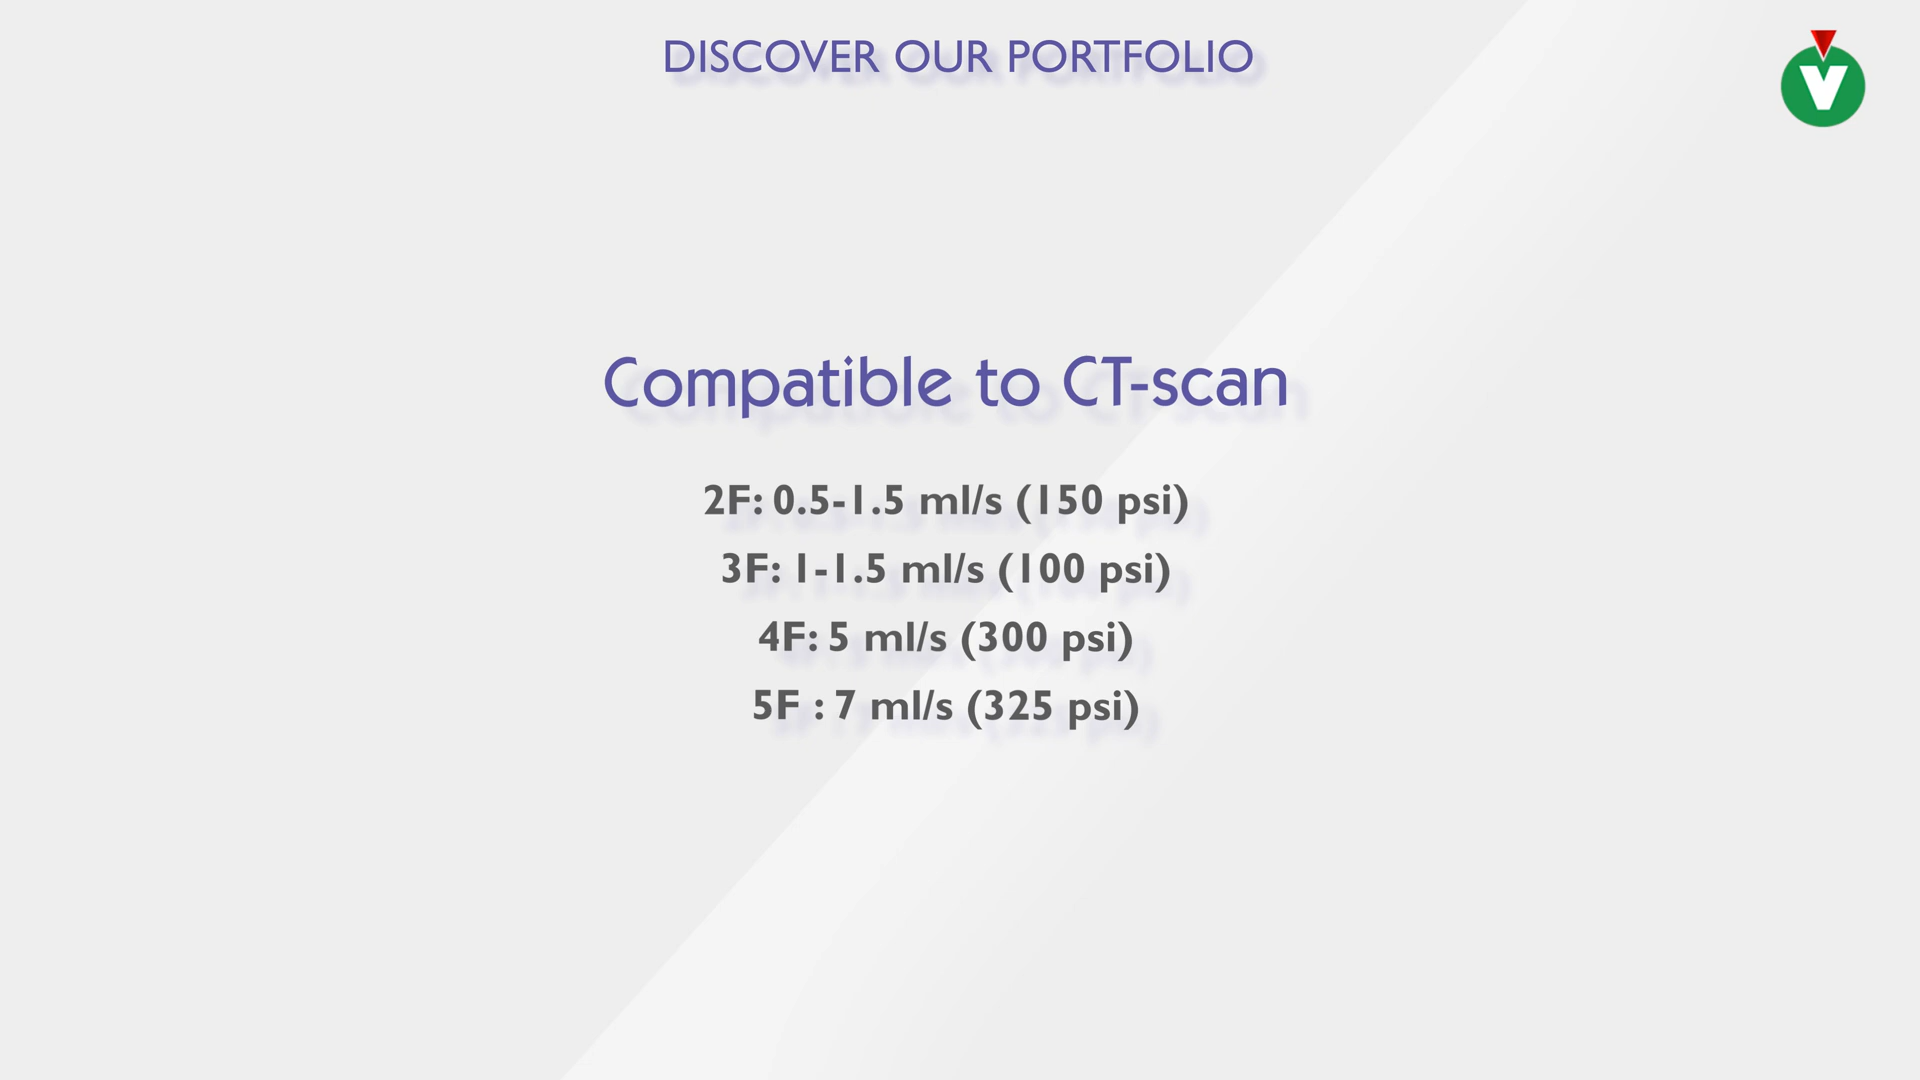 DISCOVER OUR PORTFOLIO
V
Compatible to CT-scan
2F: 0.5-1.5 ml/s (150 psi)
3F: 1-1.5 ml/s (100 psi)
4F: 5 ml/s (300 psi)
5F : 7 ml/s (325 psi)